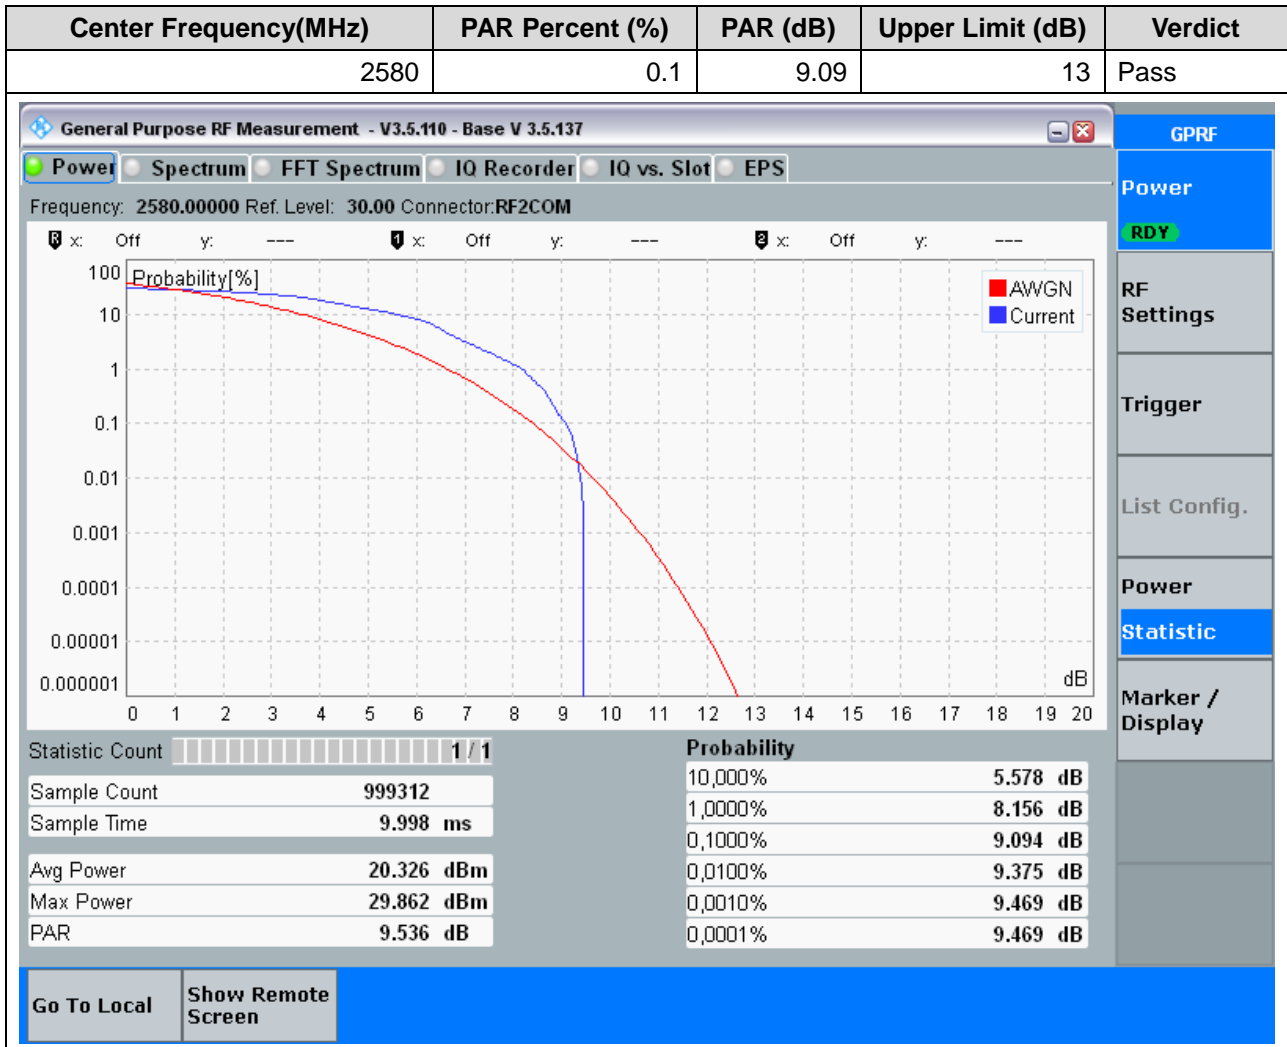 Center Frequency(MHz) PAR Percent (%) PAR (dB) Upper Limit (dB) Verdict
2580 0.1 9.09 13 Pass
General Purpose RF Measurement - V3.5.110 - Base V 3.5.137
GPRF
Power Spectrum FFT Spectrum IQ Recorder IQ vs. Slot EPS
Power
RDY
Frequency: 2580.00000 Ref. Level: 30.00 Connector:RF2COM
R x: Off y: --- 1 x: Off y: --- 2 x: Off y: ---
Probability[%]
AWGN
Current
100
10
1
0.1
0.01
0.001
0.0001
0.00001
0.000001
dB
0 1 2 3 4 5 6 7 8 9 10 11 12 13 14 15 16 17 18 19 20
RF
Settings
Trigger
List Config.
Power
Statistic
Marker /
Display
Statistic Count 1 / 1
Sample Count 999312
Sample Time 9.998 ms
Avg Power 20.326 dBm
Max Power 29.862 dBm
PAR 9.536 dB
Probability
10,000% 5.578 dB
1,0000% 8.156 dB
0,1000% 9.094 dB
0,0100% 9.375 dB
0,0010% 9.469 dB
0,0001% 9.469 dB
Go To Local
Show Remote
Screen